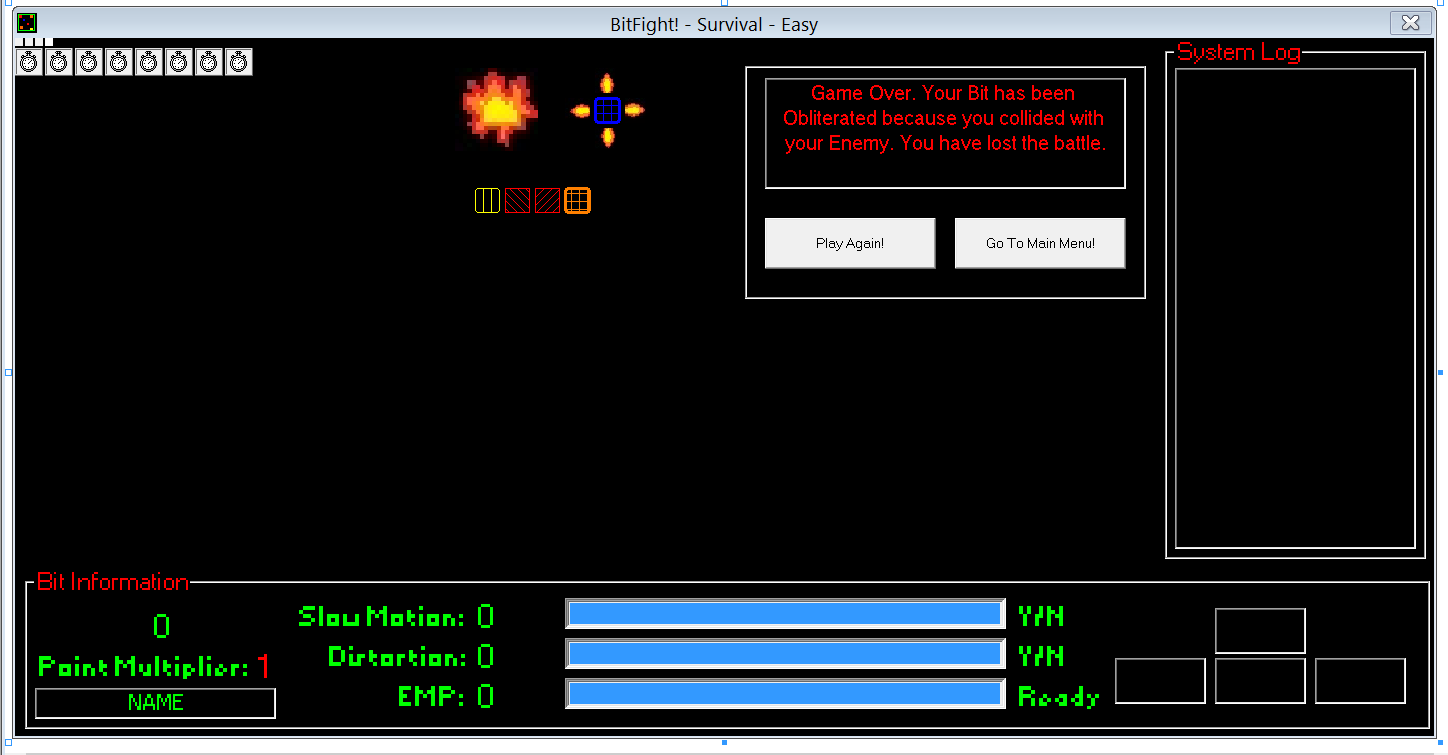 BitFight! - Survival - Easy
System Log
Game Over. Your Bit has been
Obliterated because you collided with
your Enemy. You have lost the battle.
Play Again!
Go To Main Menu!
Bit Information
0
Point Multiplier: 1
NAME
Slow Motion: 0
Y/N
Distortion: 0
Y/N
EMP: 0
Ready